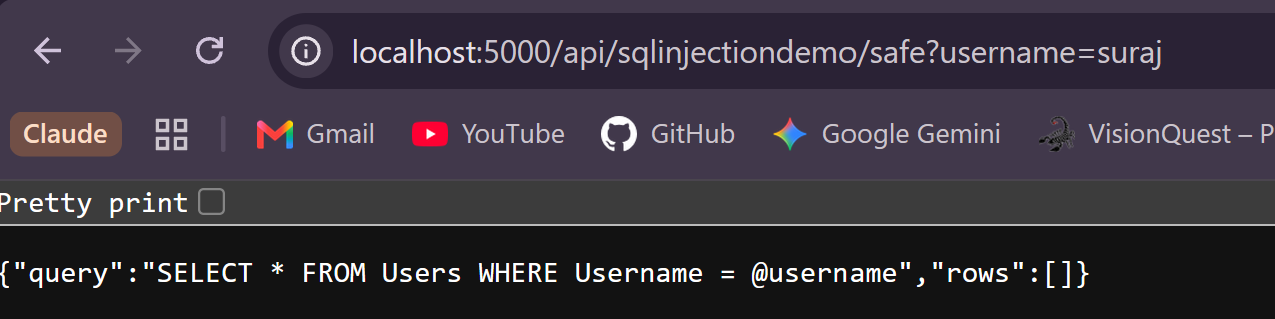 localhost:5000/api/sqlinjectiondemo/safe?username=suraj
Claude Gmail YouTube GitHub Google Gemini VisionQuest – P
Pretty print
{"query":"SELECT * FROM Users WHERE Username = @username","rows":[]}